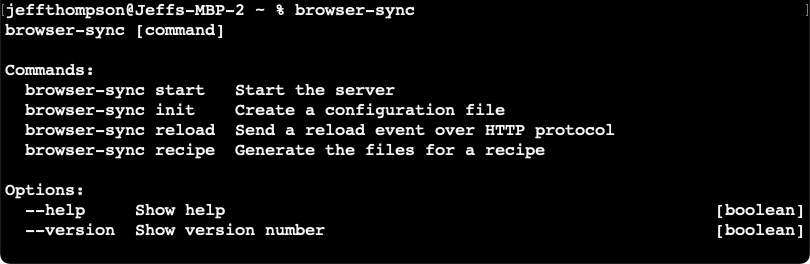 jeffthompson@Jeffs-MBP-2 ~ % browser-sync
browser-sync [command]

Commands:
  browser-sync start   Start the server
  browser-sync init    Create a configuration file
  browser-sync reload  Send a reload event over HTTP protocol
  browser-sync recipe  Generate the files for a recipe

Options:
  --help     Show help                                                 [boolean]
  --version  Show version number                                       [boolean]